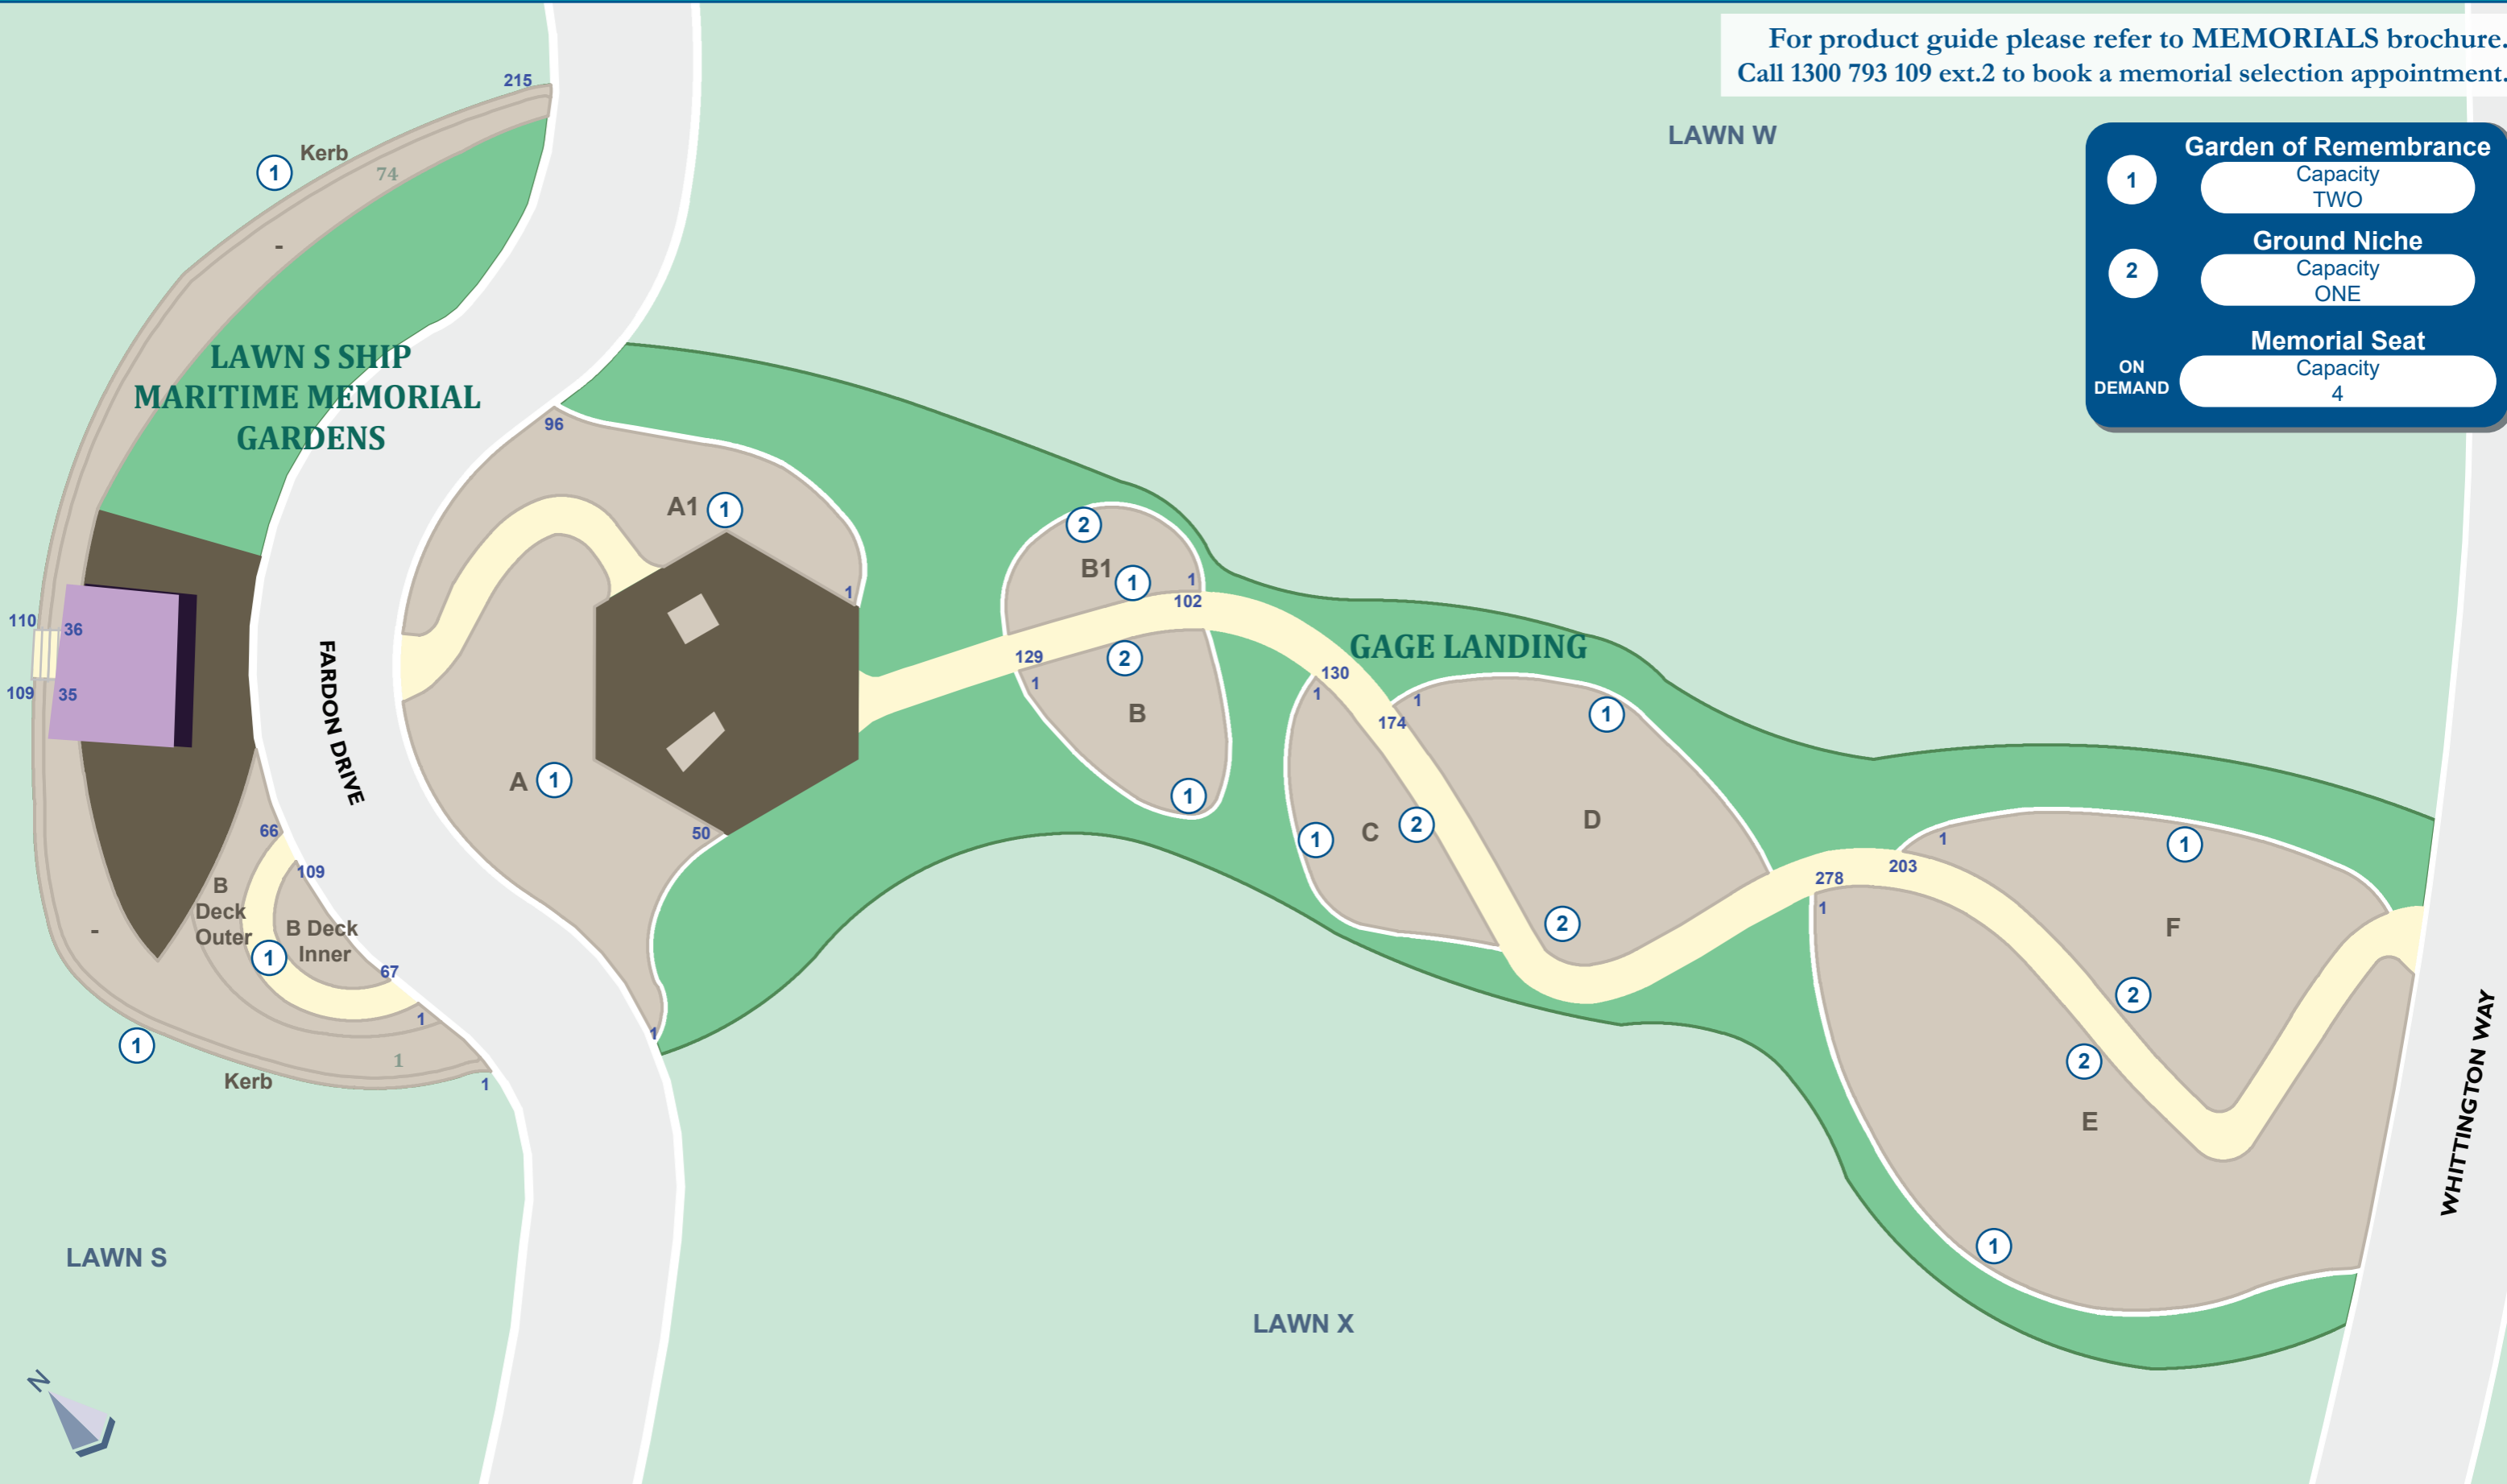 For product guide please refer to MEMORIALS brochure.
Call 1300 793 109 ext.2 to book a memorial selection appointment.
LAWN W
Garden of Remembrance
1
Capacity
TWO
Ground Niche
2
Capacity
ONE
Memorial Seat
ON
DEMAND
Capacity
4
215
Kerb
1
74
-
LAWN S SHIP
MARITIME MEMORIAL
GARDENS
96
A1
1
1
110
36
109
35
FARDON DRIVE
A
1
50
1
66
109
B
Deck
Outer
B Deck
Inner
1
67
-
1
1
1
Kerb
1
2
B1
1
1
102
129
2
1
B
1
GAGE LANDING
130
1
1
174
1
D
C
2
1
2
278
203
1
1
1
F
2
2
E
1
WHITTINGTON WAY
LAWN S
LAWN X
N